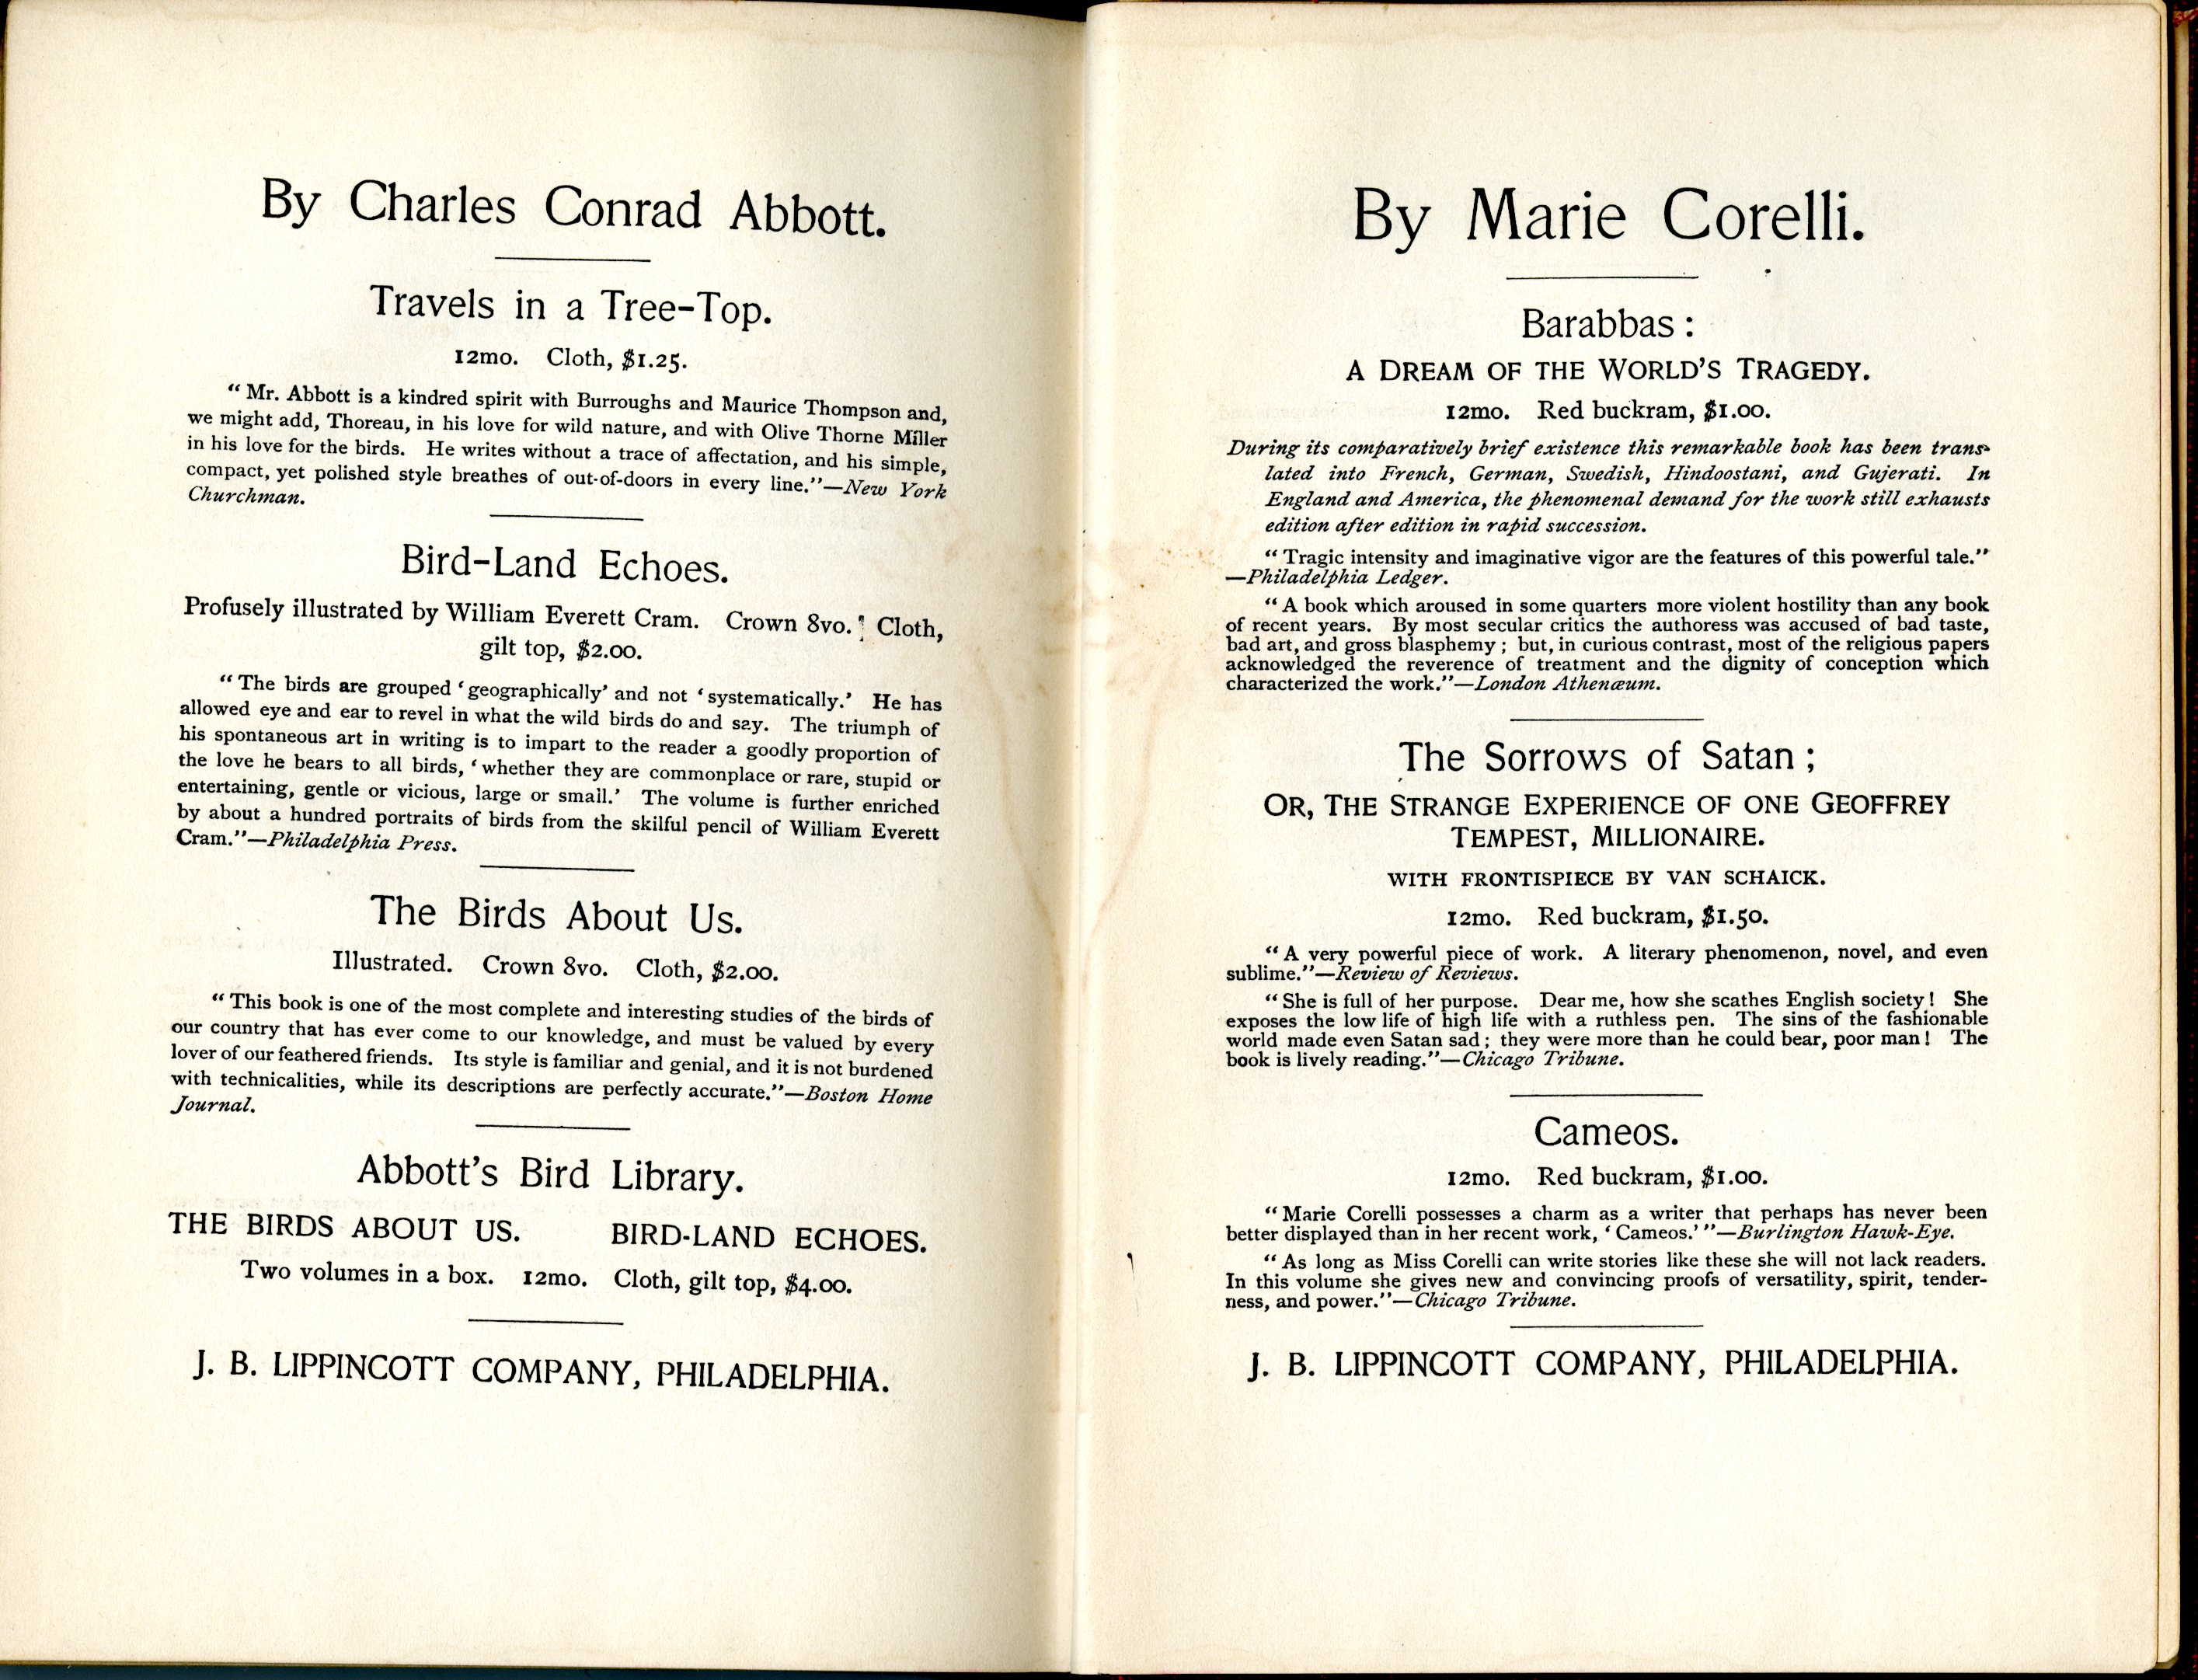 By Charles Conrad Abbott.
Travels in a Tree-Top.
12mo. Cloth, $1.25.
“Mr. Abbott is a kindred spirit with Burroughs and Maurice Thompson and,
we might add, Thoreau, in his love for wild nature, and with Olive Thorne Miller
in his love for the birds. He writes without a trace of affectation, and his simple,
compact, yet polished style breathes of out-of-doors in every line.”—New York
Churchman.
Bird-Land Echoes.
Profusely illustrated by William Everett Cram. Crown 8vo. Cloth,
gilt top, $2.00.
“The birds are grouped ‘geographically’ and not ‘systematically.’ He has
allowed eye and ear to revel in what the wild birds do and say. The triumph of
his spontaneous art in writing is to impart to the reader a goodly proportion of
the love he bears to all birds, ‘whether they are commonplace or rare, stupid or
entertaining, gentle or vicious, large or small.’ The volume is further enriched
by about a hundred portraits of birds from the skilful pencil of William Everett
Cram.”—Philadelphia Press.
The Birds About Us.
Illustrated. Crown 8vo. Cloth, $2.00.
“This book is one of the most complete and interesting studies of the birds of
our country that has ever come to our knowledge, and must be valued by every
lover of our feathered friends. Its style is familiar and genial, and it is not burdened
with technicalities, while its descriptions are perfectly accurate.”—Boston Home
Journal.
Abbott’s Bird Library.
THE BIRDS ABOUT US. BIRD-LAND ECHOES.
Two volumes in a box. 12mo. Cloth, gilt top, $4.00.
J. B. LIPPINCOTT COMPANY, PHILADELPHIA.
By Marie Corelli.
Barabbas:
A DREAM OF THE WORLD’S TRAGEDY.
12mo. Red buckram, $1.00.
During its comparatively brief existence this remarkable book has been trans-
lated into French, German, Swedish, Hindoostani, and Gujerati. In
England and America, the phenomenal demand for the work still exhausts
edition after edition in rapid succession.
“Tragic intensity and imaginative vigor are the features of this powerful tale.”
—Philadelphia Ledger.
“A book which aroused in some quarters more violent hostility than any book
of recent years. By most secular critics the authoress was accused of bad taste,
bad art, and gross blasphemy; but, in curious contrast, most of the religious papers
acknowledged the reverence of treatment and the dignity of conception which
characterized the work.”—London Athenæum.
The Sorrows of Satan;
OR, THE STRANGE EXPERIENCE OF ONE GEOFFREY
TEMPEST, MILLIONAIRE.
WITH FRONTISPIECE BY VAN SCHAICK.
12mo. Red buckram, $1.50.
“A very powerful piece of work. A literary phenomenon, novel, and even
sublime.”—Review of Reviews.
“She is full of her purpose. Dear me, how she scathes English society! She
exposes the low life of high life with a ruthless pen. The sins of the fashionable
world made even Satan sad; they were more than he could bear, poor man! The
book is lively reading.”—Chicago Tribune.
Cameos.
12mo. Red buckram, $1.00.
“Marie Corelli possesses a charm as a writer that perhaps has never been
better displayed than in her recent work, ‘Cameos.’”—Burlington Hawk-Eye.
“As long as Miss Corelli can write stories like these she will not lack readers.
In this volume she gives new and convincing proofs of versatility, spirit, tender-
ness, and power.”—Chicago Tribune.
J. B. LIPPINCOTT COMPANY, PHILADELPHIA.